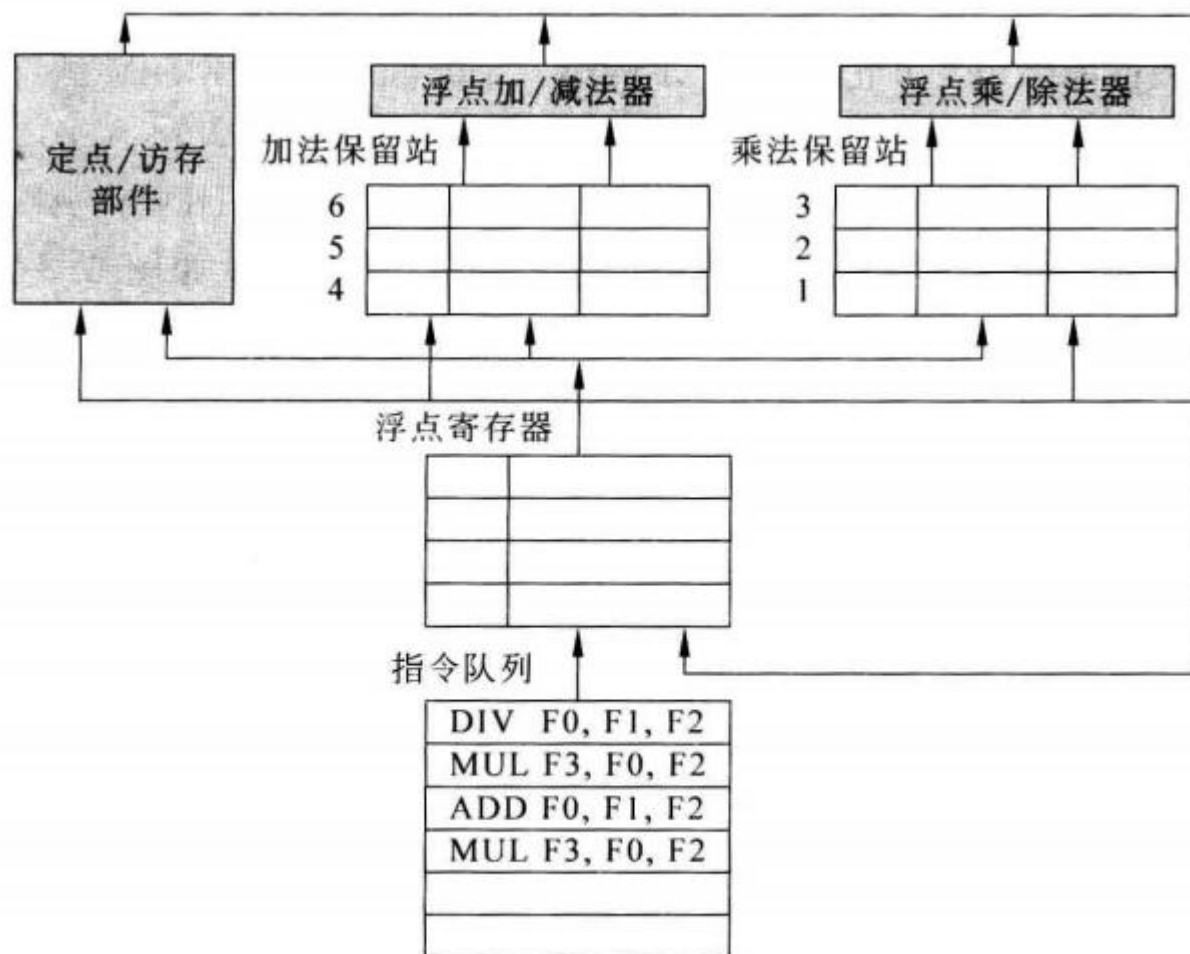 浮点加/减法器
浮点乘/除法器
定点/访存
部件
加法保留站
乘法保留站
6
5
4
3
2
1
浮点寄存器
指令队列
DIV F0, F1, F2
MUL F3, F0, F2
ADD F0, F1, F2
MUL F3, F0, F2